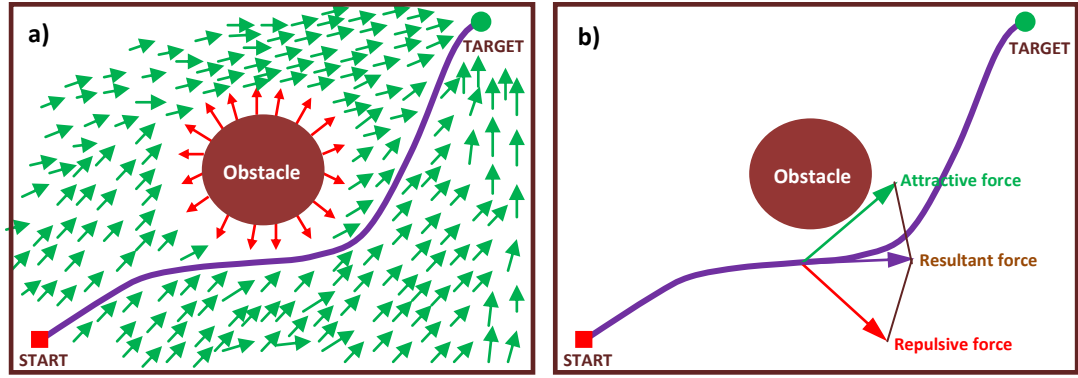 a)
TARGET
Obstacle
START
b)
TARGET
Obstacle
Attractive force
Resultant force
Repulsive force
START